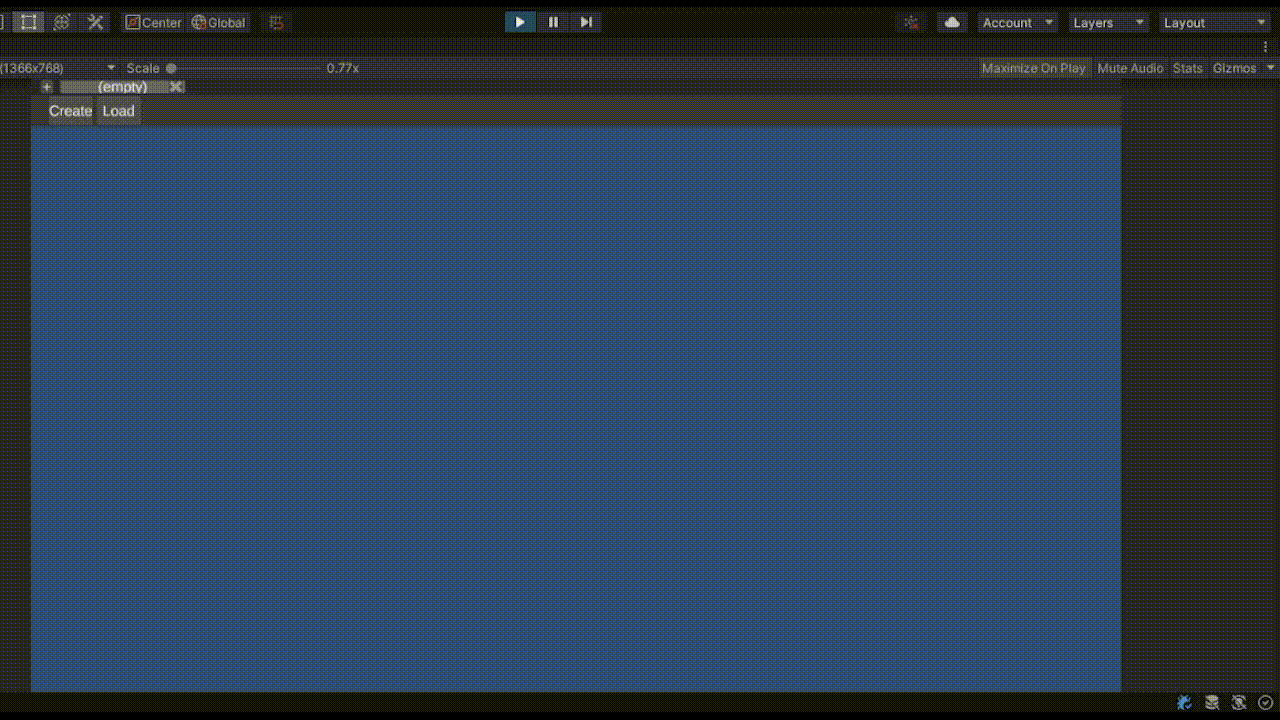 Center Global Account Layers Layout
(1366x768) Scale 0.77x Maximize On Play Mute Audio Stats Gizmos
+ (empty)
Create Load